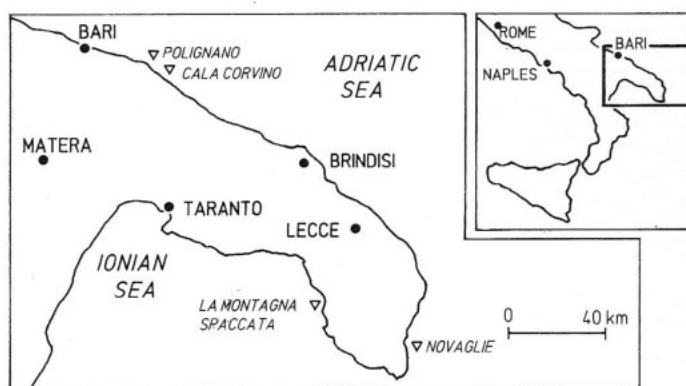 BARI
POLIGNANO
CALA CORVINO
ADRIATIC
SEA
MATERA
BRINDISI
TARANTO
LECCE
IONIAN
SEA
LA MONTAGNA
SPACCATA
NOVAGLIE
ROME
BARI
NAPLES
0 40 km